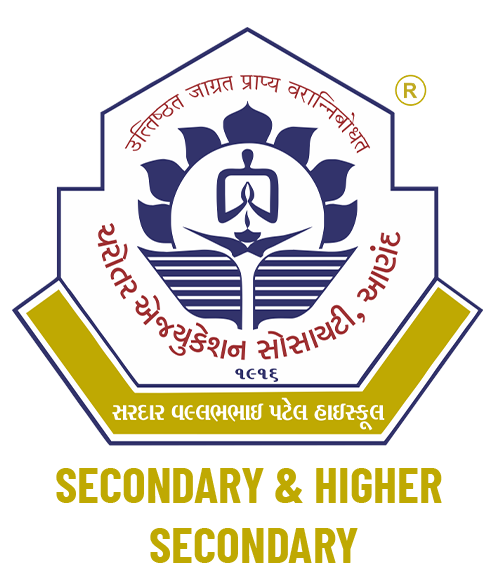 उत्तिष्ठत जाग्रत प्राप्य वरान्निबोधत
®
ચરોતર એજ્યુકેશન સોસાયટી, આણંદ
૧૯૧૬
સરદાર વલ્લભભાઇ પટેલ હાઇસ્કૂલ
SECONDARY & HIGHER
SECONDARY